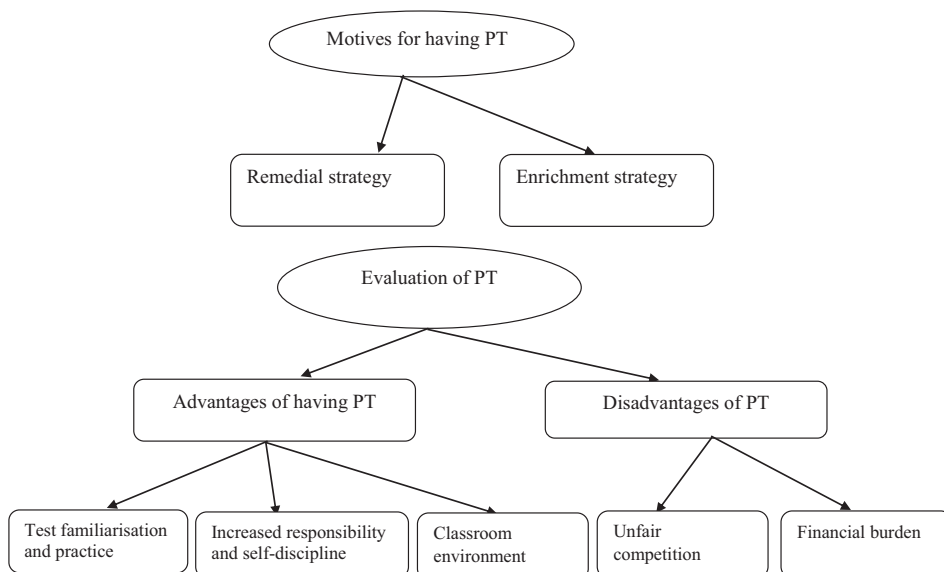 Motives for having PT
Remedial strategy
Enrichment strategy
Evaluation of PT
Advantages of having PT
Disadvantages of PT
Test familiarisation
and practice
Increased responsibility
and self-discipline
Classroom
environment
Unfair
competition
Financial burden